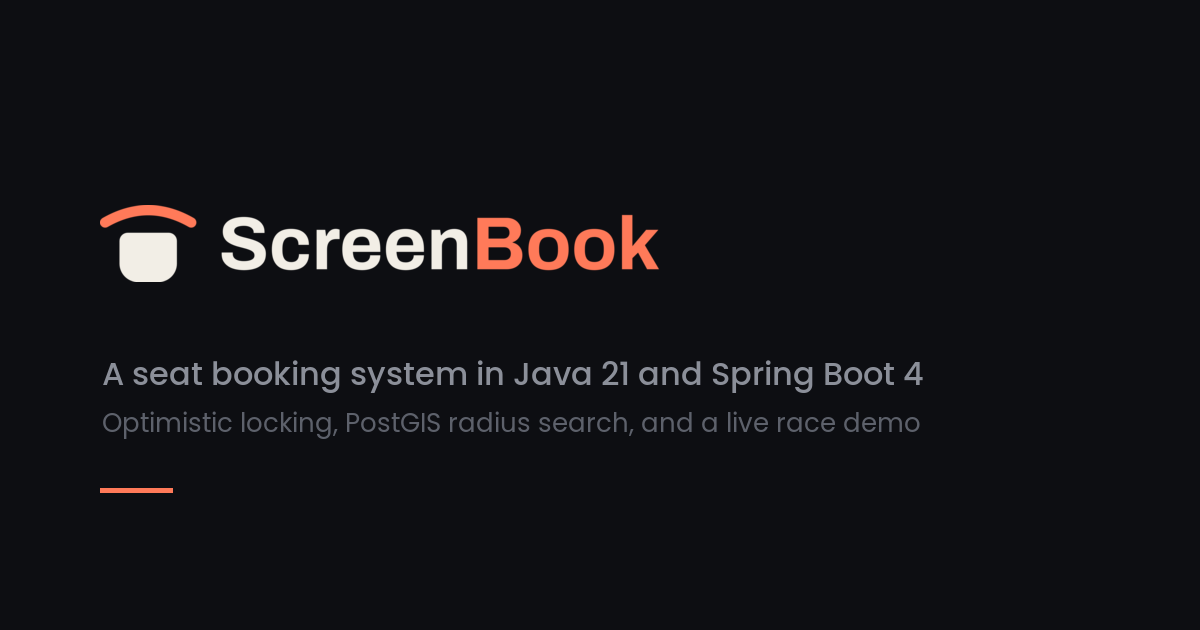 ScreenBook
A seat booking system in Java 21 and Spring Boot 4
Optimistic locking, PostGIS radius search, and a live race demo